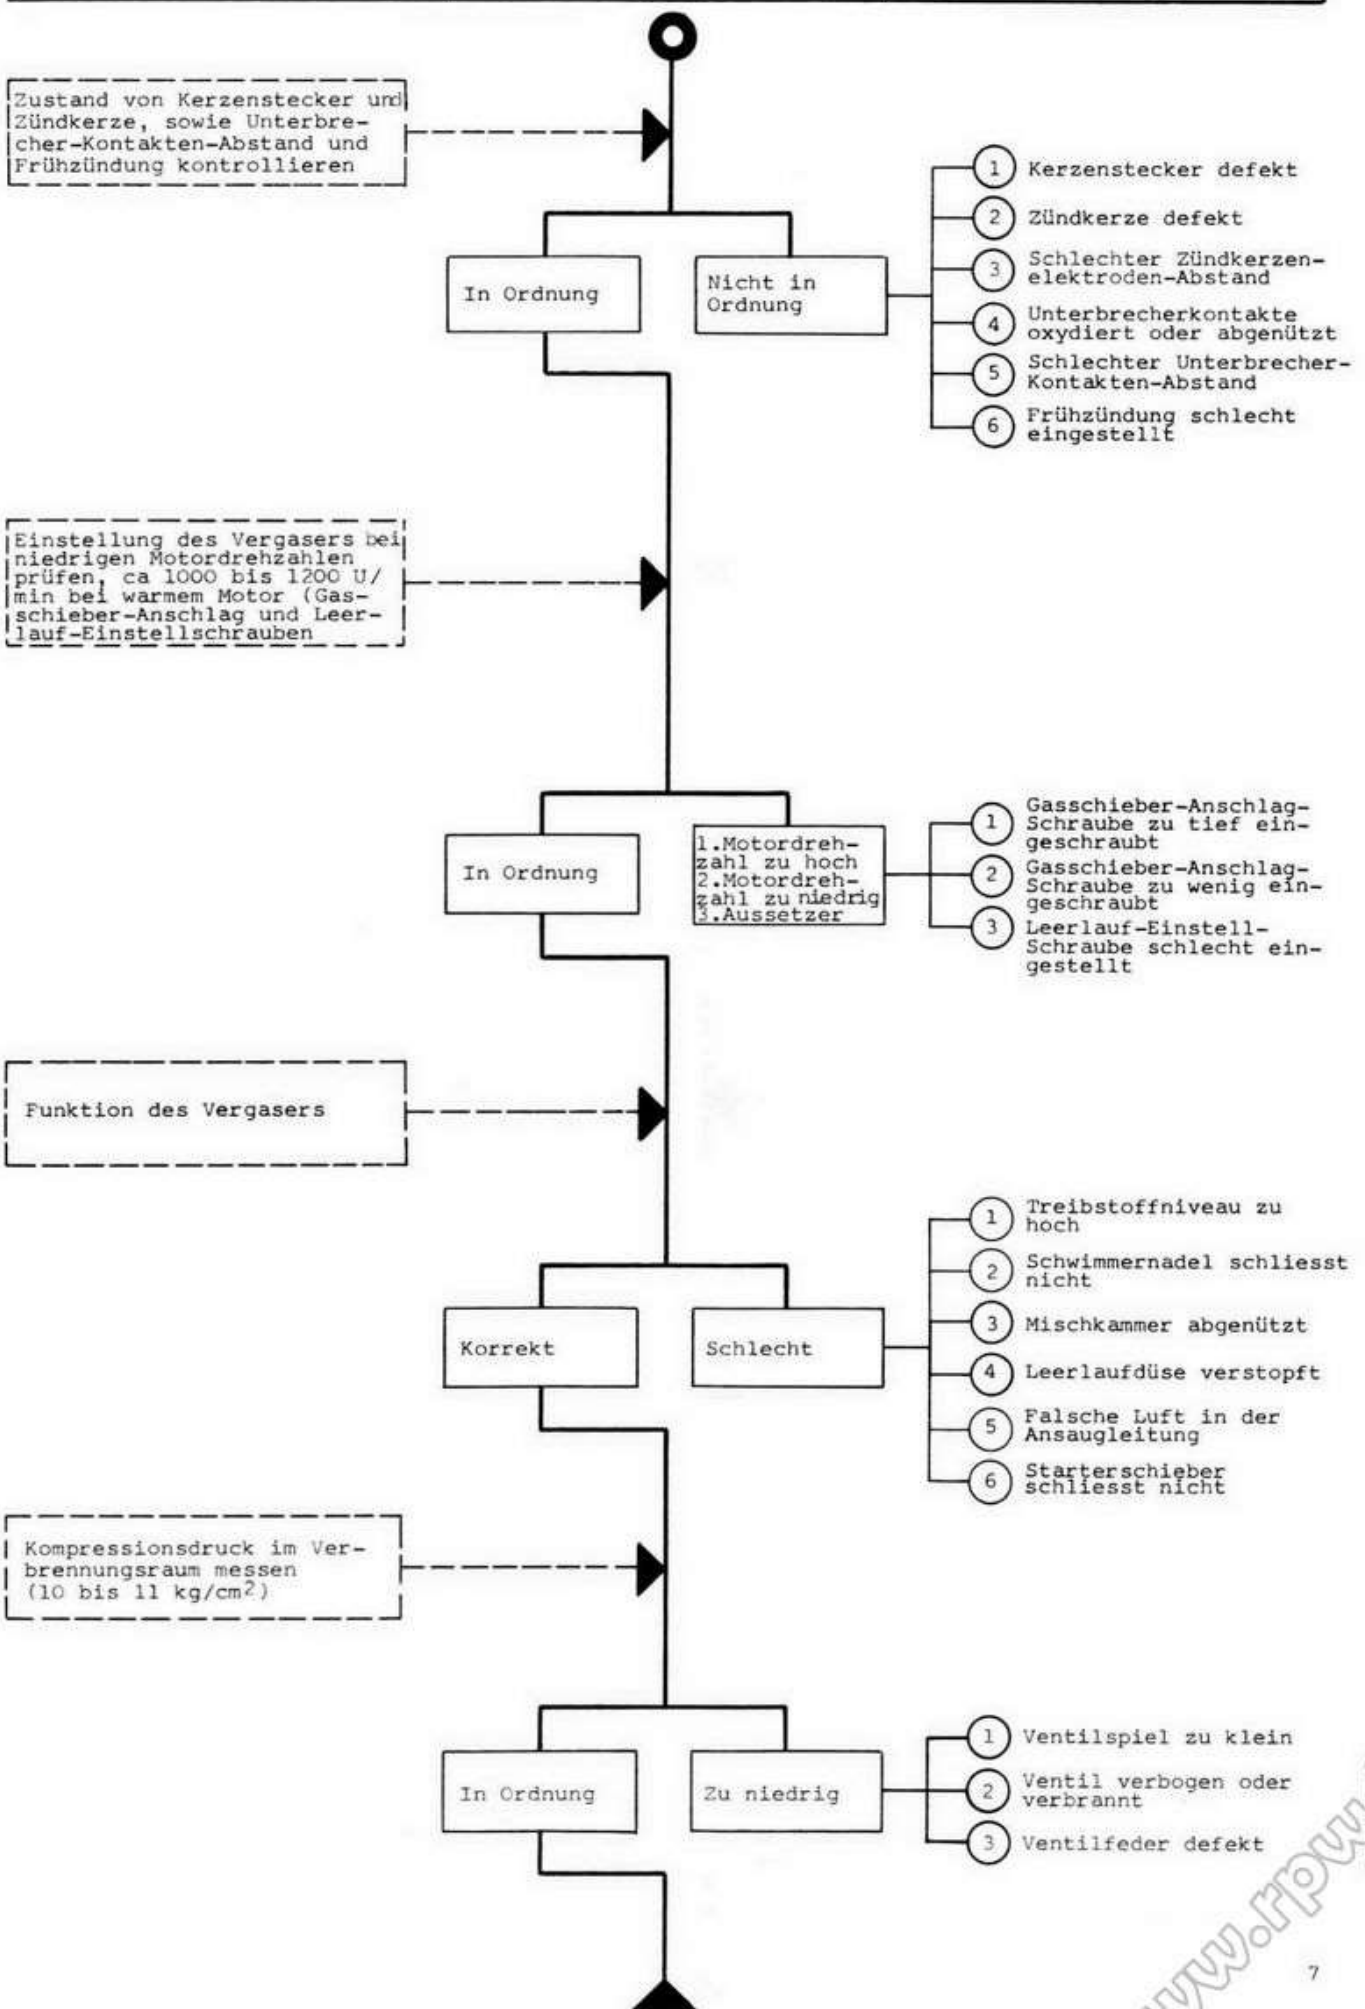 Zustand von Kerzenstecker und
Zündkerze, sowie Unterbre-
cher-Kontakten-Abstand und
Frühzündung kontrollieren
In Ordnung
Nicht in
Ordnung
1 Kerzenstecker defekt
2 Zündkerze defekt
3 Schlechter Zündkerzen-
elektroden-Abstand
4 Unterbrecherkontakte
oxydiert oder abgenützt
5 Schlechter Unterbrecher-
Kontakten-Abstand
6 Frühzündung schlecht
eingestellt
Einstellung des Vergasers bei
niedrigen Motordrehzahlen
prüfen, ca 1000 bis 1200 U/
min bei warmem Motor (Gas-
schieber-Anschlag und Leer-
lauf-Einstellschrauben
In Ordnung
1.Motordreh-
zahl zu hoch
2.Motordreh-
zahl zu niedrig
3.Aussetzer
1 Gasschieber-Anschlag-
Schraube zu tief ein-
geschraubt
2 Gasschieber-Anschlag-
Schraube zu wenig ein-
geschraubt
3 Leerlauf-Einstell-
Schraube schlecht ein-
gestellt
Funktion des Vergasers
Korrekt
Schlecht
1 Treibstoffniveau zu
hoch
2 Schwimmernadel schliesst
nicht
3 Mischkammer abgenützt
4 Leerlaufdüse verstopft
5 Falsche Luft in der
Ansaugleitung
6 Starterschieber
schliesst nicht
Kompressionsdruck im Ver-
brennungsraum messen
(10 bis 11 kg/cm²)
In Ordnung
Zu niedrig
1 Ventilspiel zu klein
2 Ventil verbogen oder
verbrannt
3 Ventilfeder defekt
7